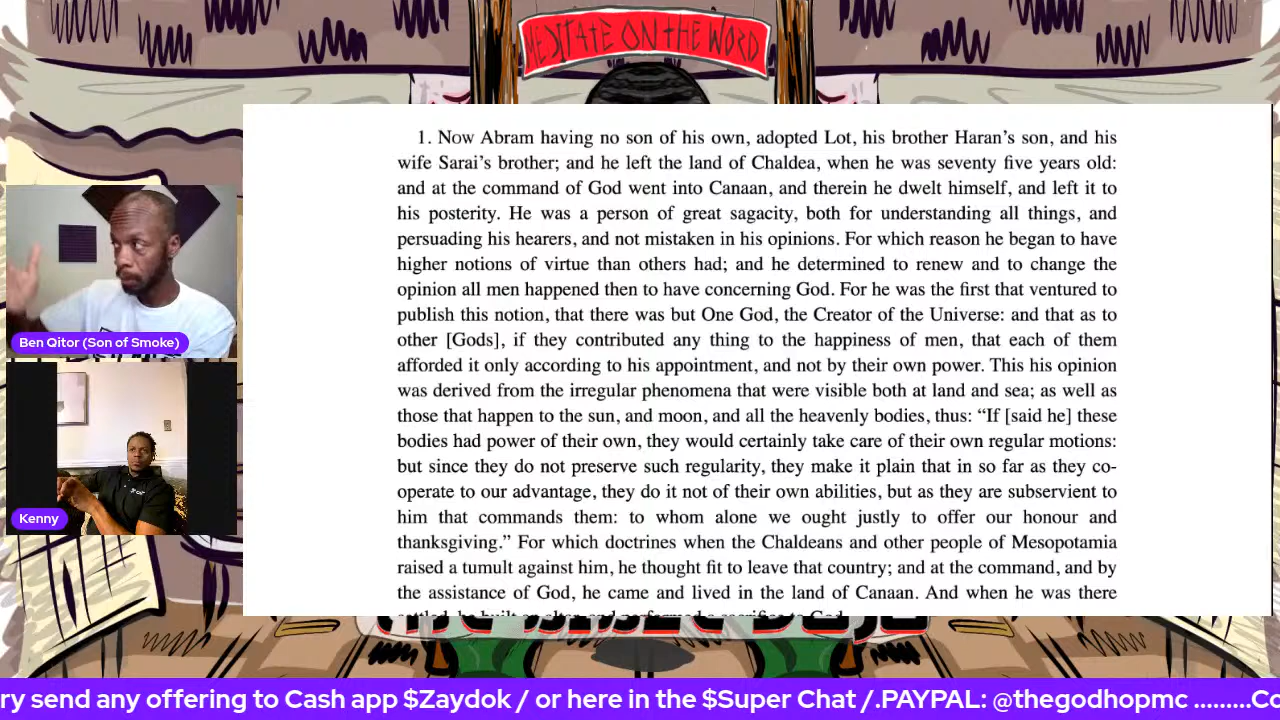 MEDITATE ON THE WORD
1. Now Abram having no son of his own, adopted Lot, his brother Haran's son, and his
wife Sarai's brother; and he left the land of Chaldea, when he was seventy five years old:
and at the command of God went into Canaan, and therein he dwelt himself, and left it to
his posterity. He was a person of great sagacity, both for understanding all things, and
persuading his hearers, and not mistaken in his opinions. For which reason he began to have
higher notions of virtue than others had; and he determined to renew and to change the
opinion all men happened then to have concerning God. For he was the first that ventured to
publish this notion, that there was but One God, the Creator of the Universe: and that as to
other [Gods], if they contributed any thing to the happiness of men, that each of them
afforded it only according to his appointment, and not by their own power. This his opinion
was derived from the irregular phenomena that were visible both at land and sea; as well as
those that happen to the sun, and moon, and all the heavenly bodies, thus: “If [said he] these
bodies had power of their own, they would certainly take care of their own regular motions:
but since they do not preserve such regularity, they make it plain that in so far as they co-
operate to our advantage, they do it not of their own abilities, but as they are subservient to
him that commands them: to whom alone we ought justly to offer our honour and
thanksgiving.” For which doctrines when the Chaldeans and other people of Mesopotamia
raised a tumult against him, he thought fit to leave that country; and at the command, and by
the assistance of God, he came and lived in the land of Canaan. And when he was there
settled, he built an altar, and performed a sacrifice to God.
Ben Qitor (Son of Smoke)
Kenny
ry send any offering to Cash app $Zaydok / or here in the $Super Chat /.PAYPAL: @thegodhopmc .........Co